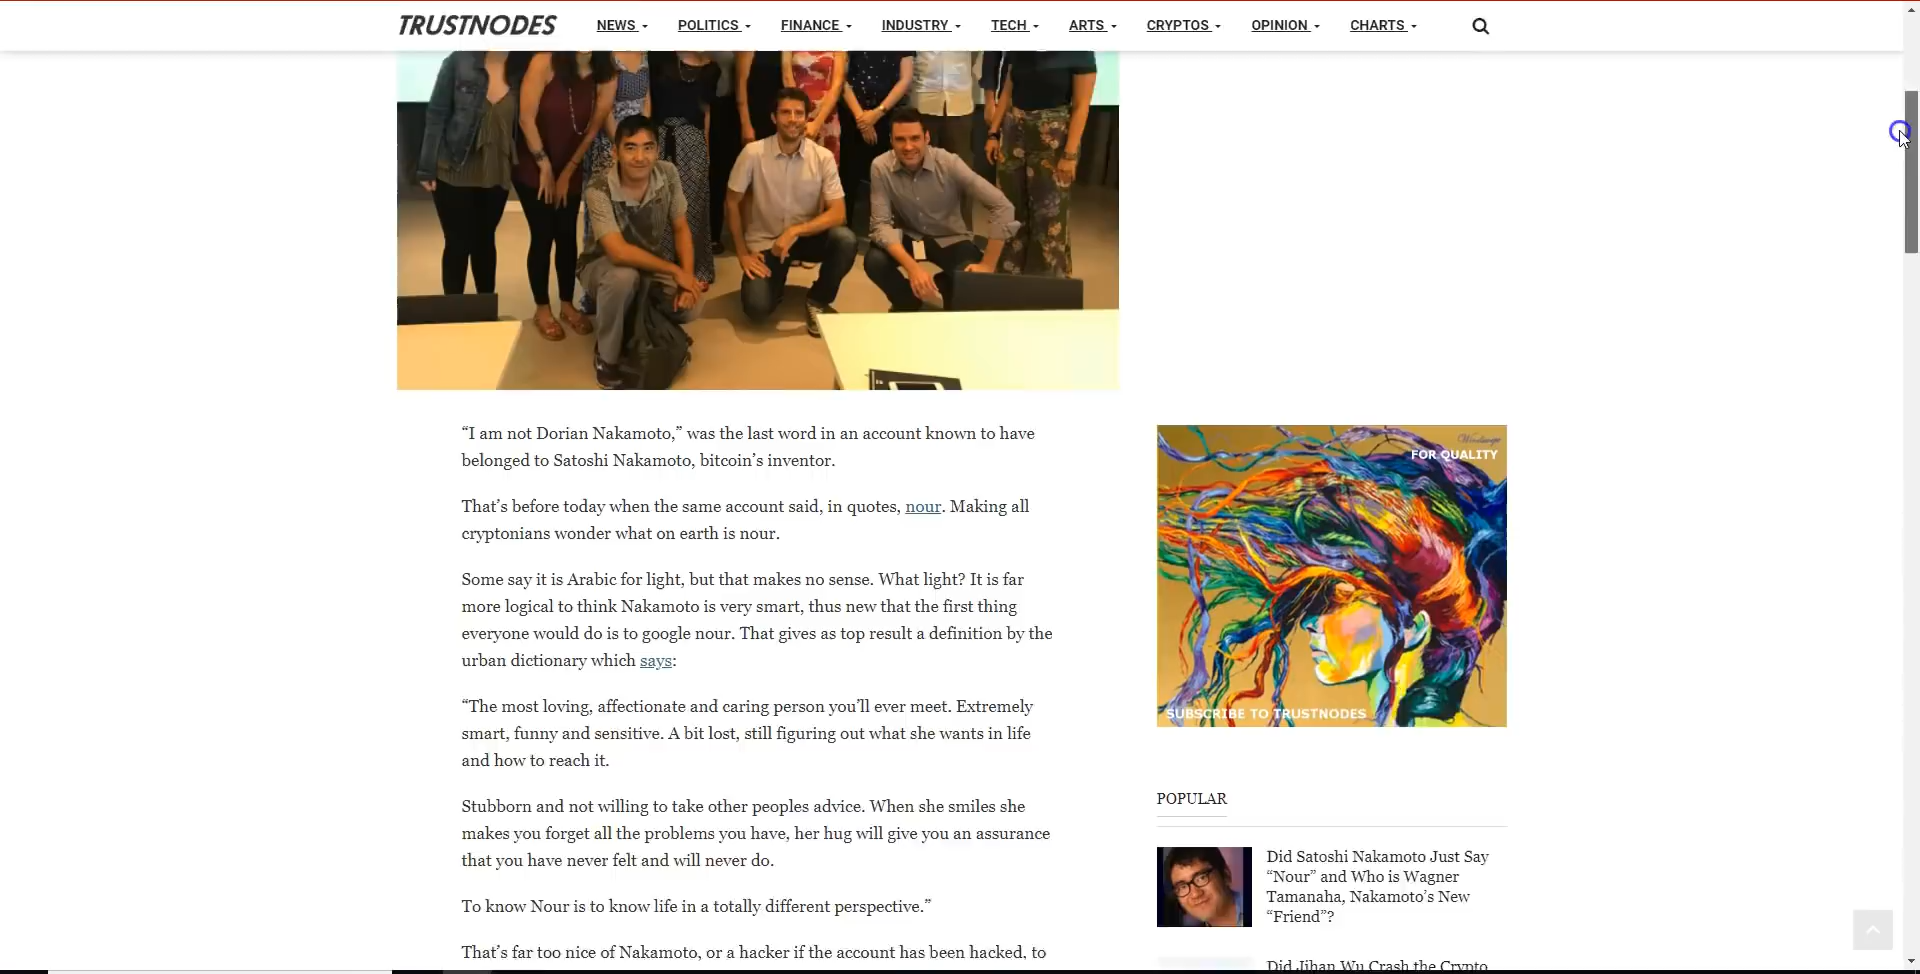 TRUSTNODES
NEWS POLITICS FINANCE INDUSTRY TECH ARTS CRYPTOS OPINION CHARTS
“I am not Dorian Nakamoto,” was the last word in an account known to have
belonged to Satoshi Nakamoto, bitcoin’s inventor.
That’s before today when the same account said, in quotes, nour. Making all
cryptonians wonder what on earth is nour.
Some say it is Arabic for light, but that makes no sense. What light? It is far
more logical to think Nakamoto is very smart, thus new that the first thing
everyone would do is to google nour. That gives as top result a definition by the
urban dictionary which says:
“The most loving, affectionate and caring person you’ll ever meet. Extremely
smart, funny and sensitive. A bit lost, still figuring out what she wants in life
and how to reach it.
Stubborn and not willing to take other peoples advice. When she smiles she
makes you forget all the problems you have, her hug will give you an assurance
that you have never felt and will never do.
To know Nour is to know life in a totally different perspective.”
That’s far too nice of Nakamoto, or a hacker if the account has been hacked, to
FOR QUALITY
SUBSCRIBE TO TRUSTNODES
POPULAR
Did Satoshi Nakamoto Just Say
“Nour” and Who is Wagner
Tamanaha, Nakamoto’s New
“Friend”?
Did Jihan Wu Crash the Crypto